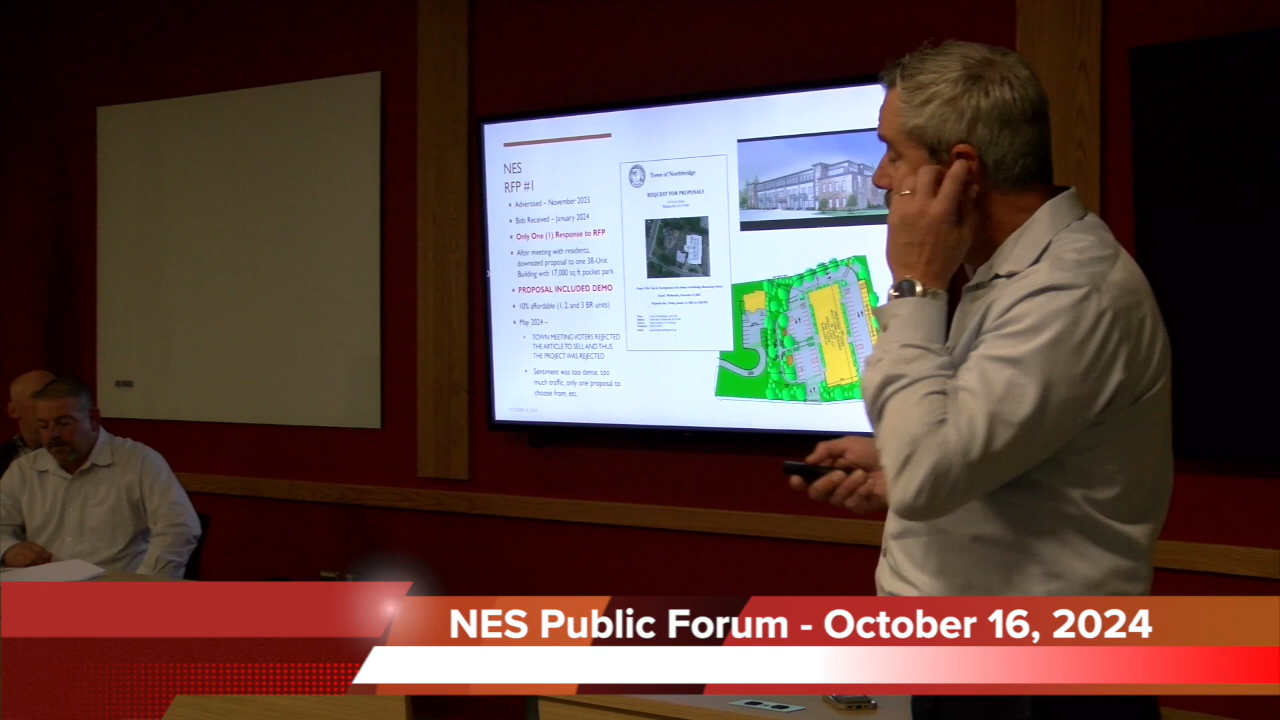 NES
RFP #1
Advertised – November 2023
Bids Received – January 2024
Only One (1) Response to RFP
After meeting with residents,
downsized proposal to one 38-Unit
Building with 17,000 sq ft pocket park
PROPOSAL INCLUDED DEMO
10% affordable (1, 2, and 3 BR units)
May 2024 –
TOWN MEETING VOTERS REJECTED
THE ARTICLE TO SELL AND THUS
THE PROJECT WAS REJECTED
Sentiment was too dense, too
much traffic, only one proposal to
choose from, etc.
Town of Northbridge
REQUEST FOR PROPOSALS
NES Public Forum - October 16, 2024